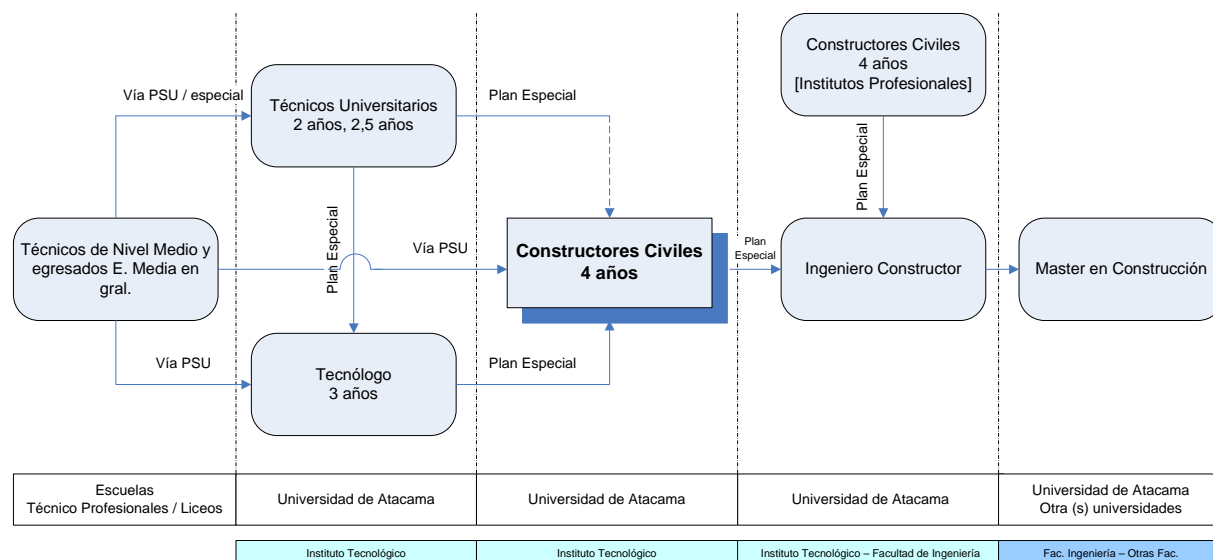 Constructores Civiles
4 años
[Institutos Profesionales]
Vía PSU / especial
Técnicos Universitarios
2 años, 2,5 años
Plan Especial
Plan Especial
Plan Especial
Técnicos de Nivel Medio y
egresados E. Media en
gral.
Vía PSU
Constructores Civiles
4 años
Plan
Especial
Ingeniero Constructor
Master en Construcción
Vía PSU
Tecnólogo
3 años
Plan Especial
Escuelas
Técnico Profesionales / Liceos
Universidad de Atacama
Universidad de Atacama
Universidad de Atacama
Universidad de Atacama
Otra (s) universidades
Instituto Tecnológico
Instituto Tecnológico
Instituto Tecnológico – Facultad de Ingeniería
Fac. Ingeniería – Otras Fac.